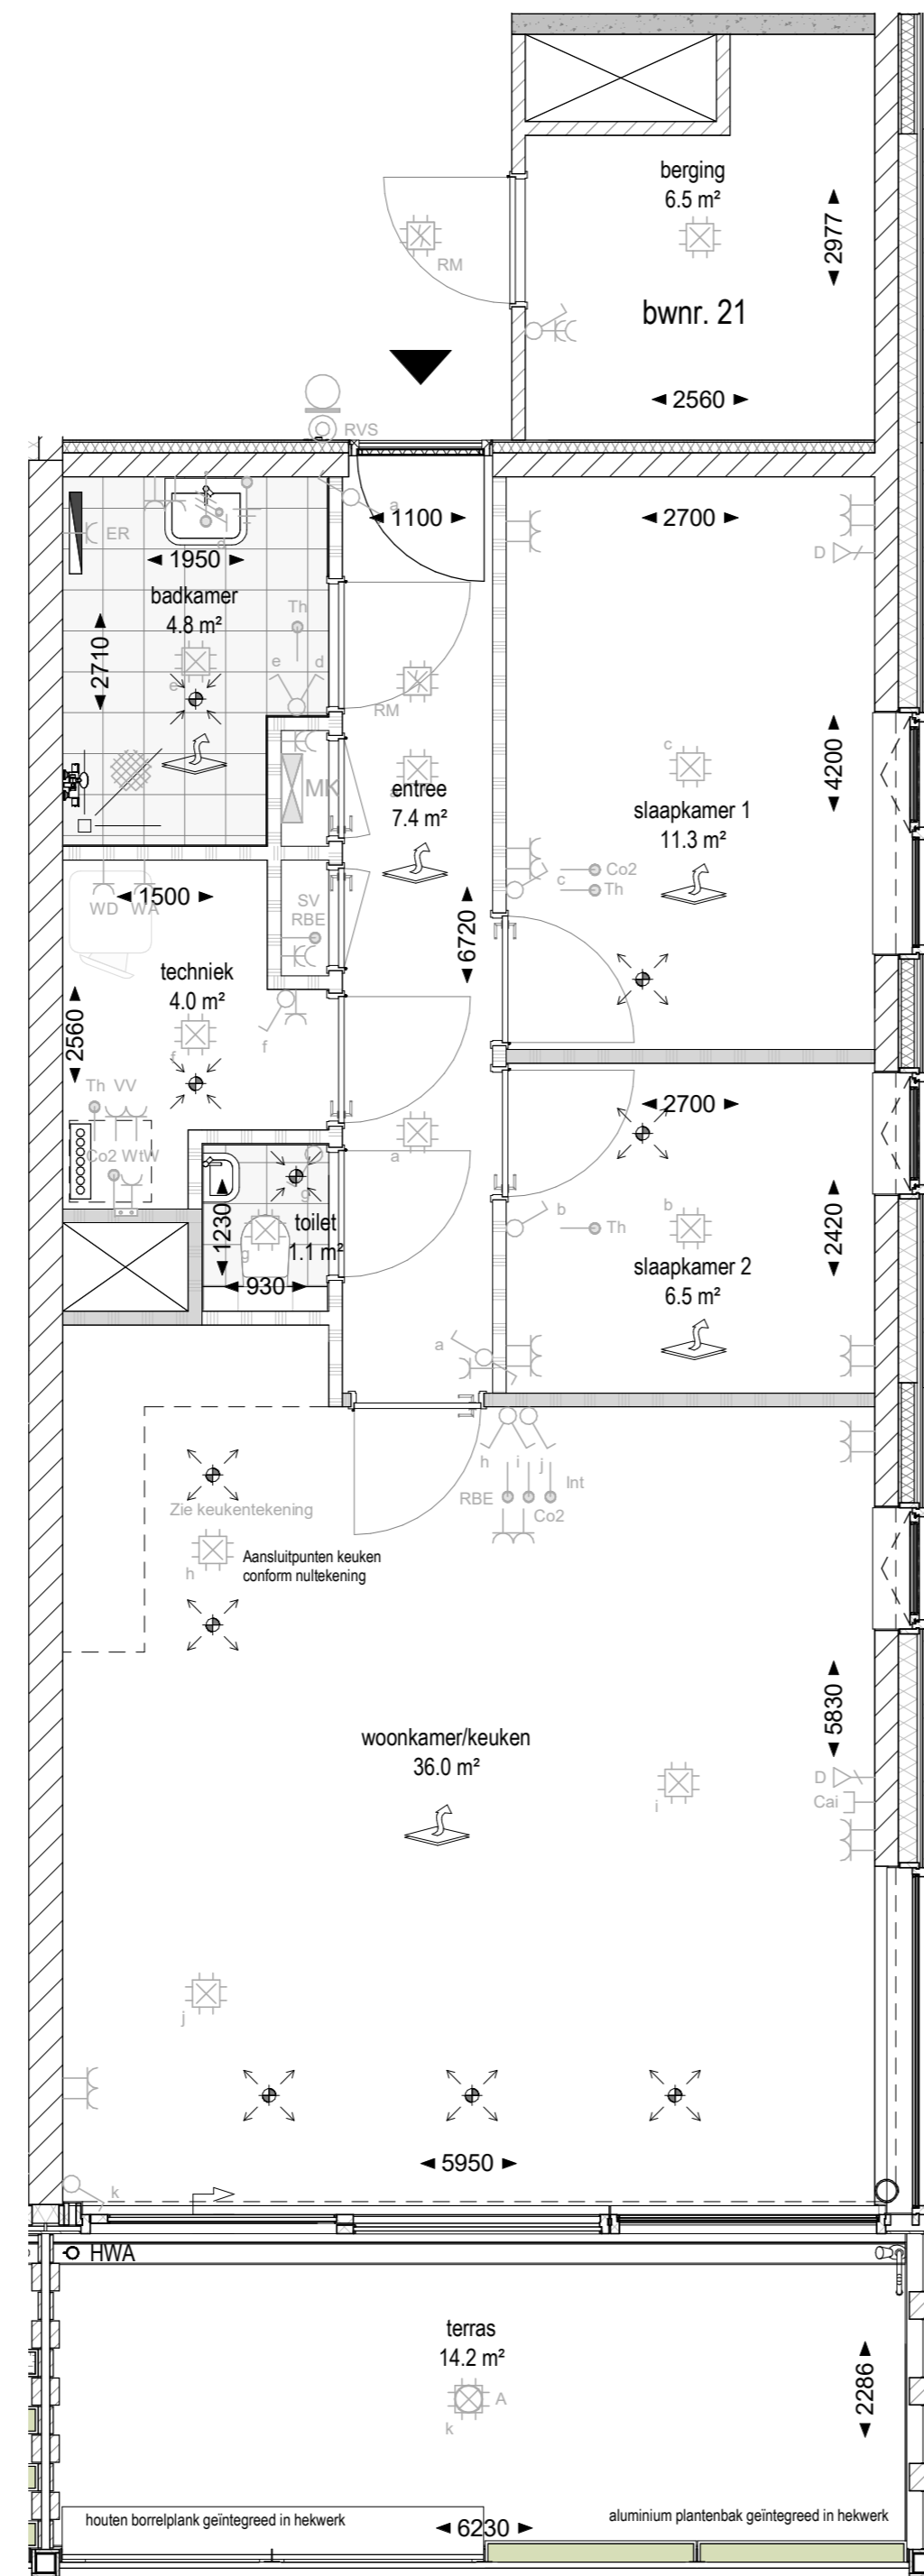 berging
6.5 m²
2977
RM
bwnr. 21
2560
RVS
a
1100
2700
ER
D
1950
badkamer
4.8 m²
Th
2710
e
d
e
RM
c
MK
entree
7.4 m²
a
4200
slaapkamer 1
11.3 m²
Co2
c
Th
WD
WA
1500
SV
RBE
6720
techniek
4.0 m²
2560
f
f
Th VV
2700
a
Co2 WtW
g
b
b
Th
toilet
1.1 m²
1230
g
930
2420
slaapkamer 2
6.5 m²
a
h
i
j
Int
RBE
Co2
Zie keukentekening
h
Aansluitpunten keuken
conform nultekening
5830
woonkamer/keuken
36.0 m²
D
Cai
i
j
5950
k
HWA
terras
14.2 m²
2286
A
k
houten borrelplank geïntegreed in hekwerk
6230
aluminium plantenbak geïntegreed in hekwerk